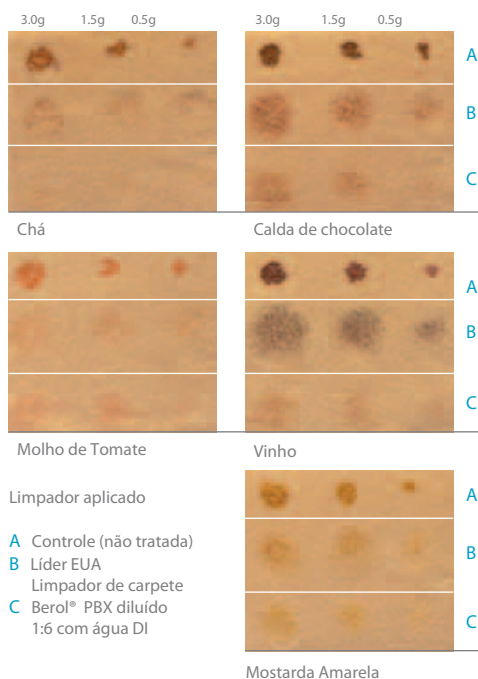 3.0g 1.5g 0.5g
3.0g 1.5g 0.5g
A
B
C
Chá
Calda de chocolate
A
B
C
Molho de Tomate
Vinho
Limpador aplicado
A Controle (não tratada)
B Líder EUA
Limpador de carpete
C Berol® PBX diluído
1:6 com água DI
A
B
C
Mostarda Amarela